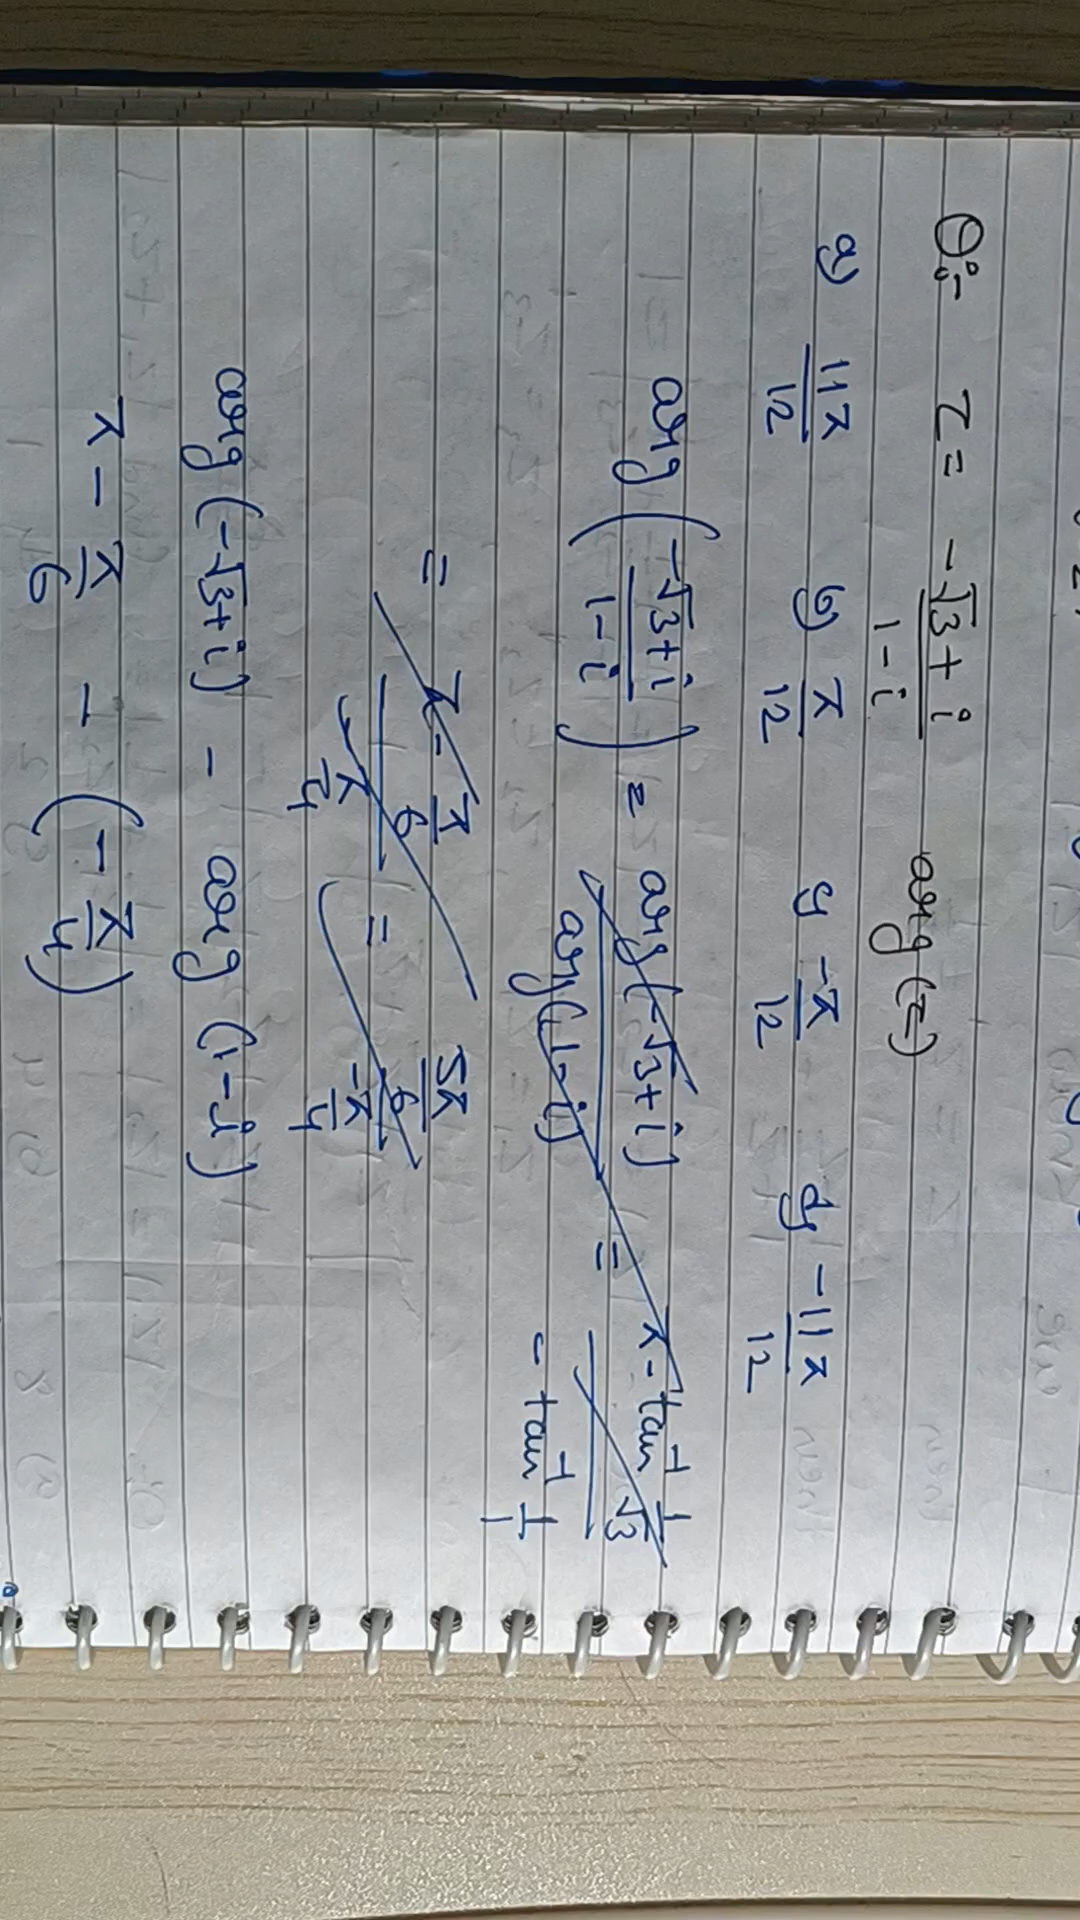 Q:- z = -√3 + i / 1 - i arg(z)
a) 11π/12 b) π/12 c) -π/12 d) -11π/12
arg(-√3+i / 1-i) = arg(-√3+i) / arg(1-i) = π - tan⁻¹ 1/√3 / - tan⁻¹ 1/1
= π - π/6 / -π/4 = 5π/6 / -π/4
arg(-√3+i) - arg(1-i)
π - π/6 - (-π/4)